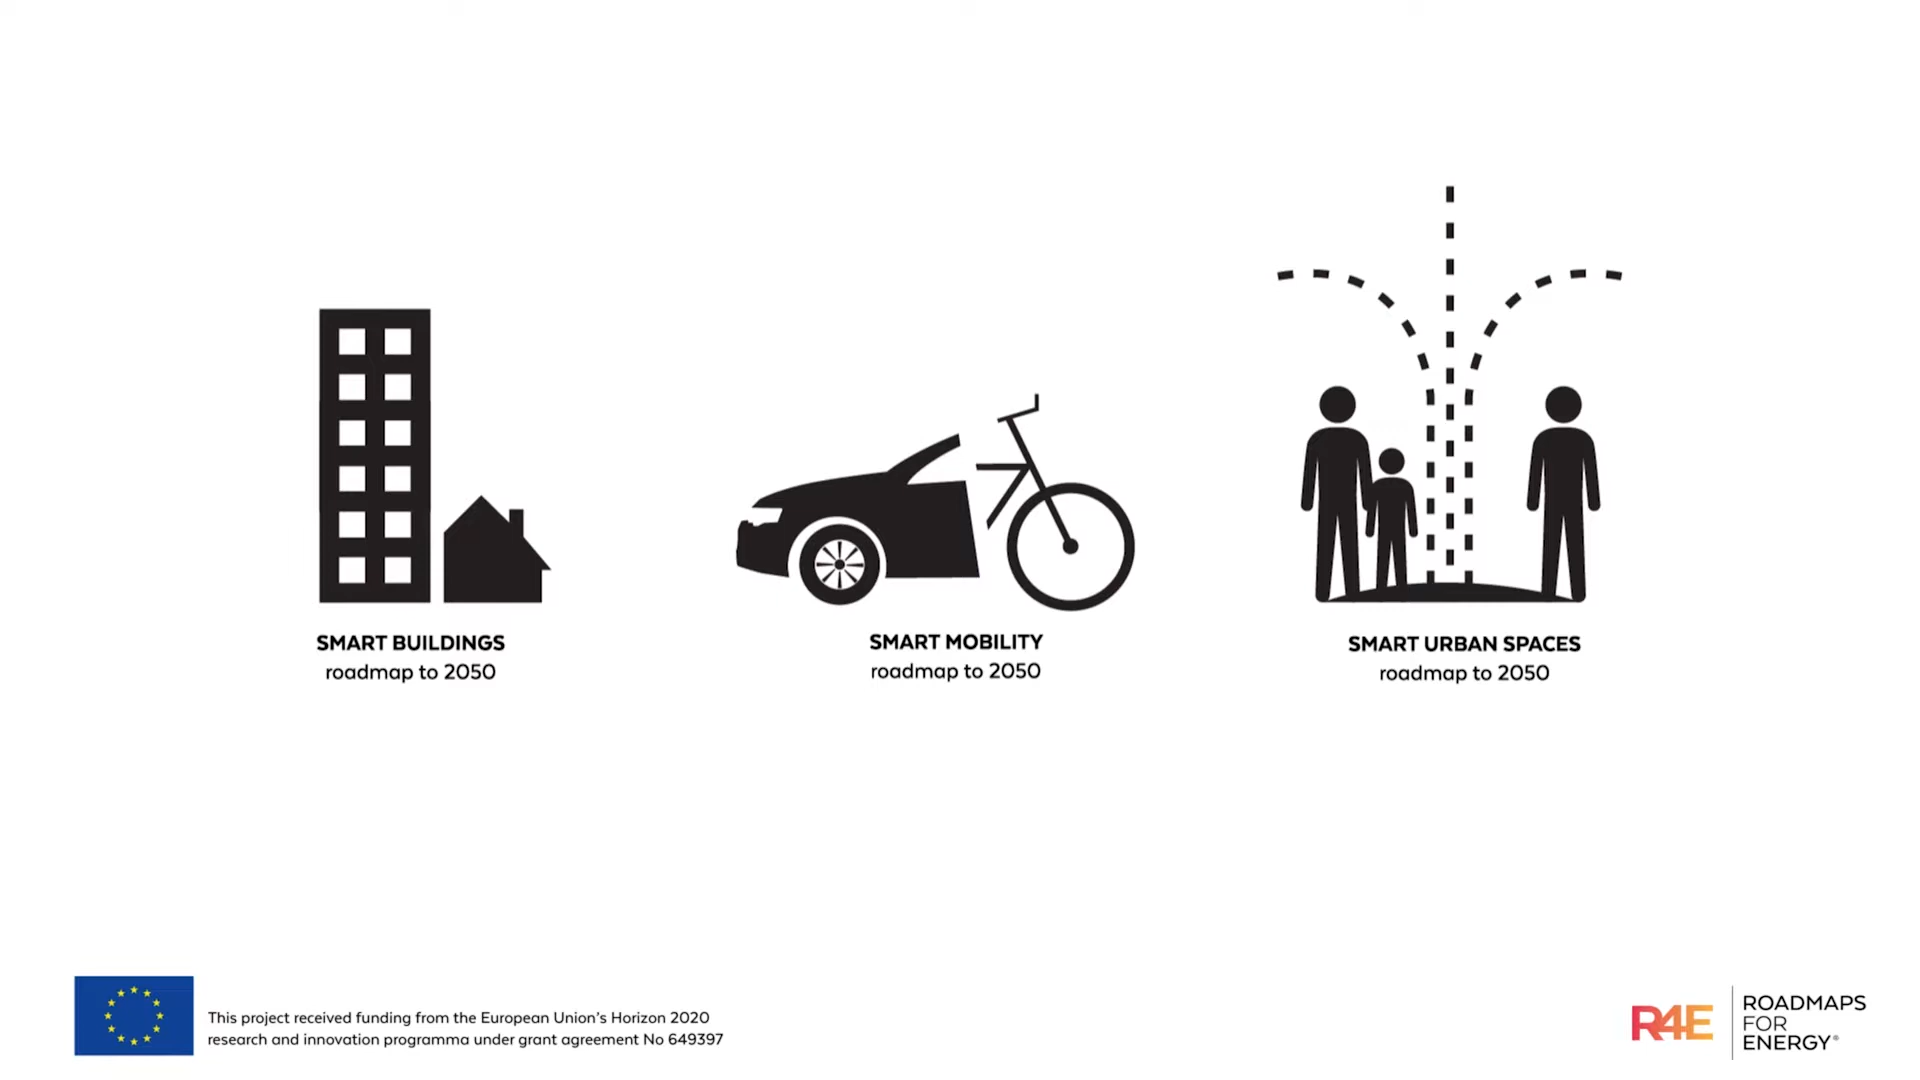 SMART BUILDINGS
roadmap to 2050
SMART MOBILITY
roadmap to 2050
SMART URBAN SPACES
roadmap to 2050
This project received funding from the European Union's Horizon 2020
research and innovation programma under grant agreement No 649397
R4E
ROADMAPS
FOR
ENERGY®